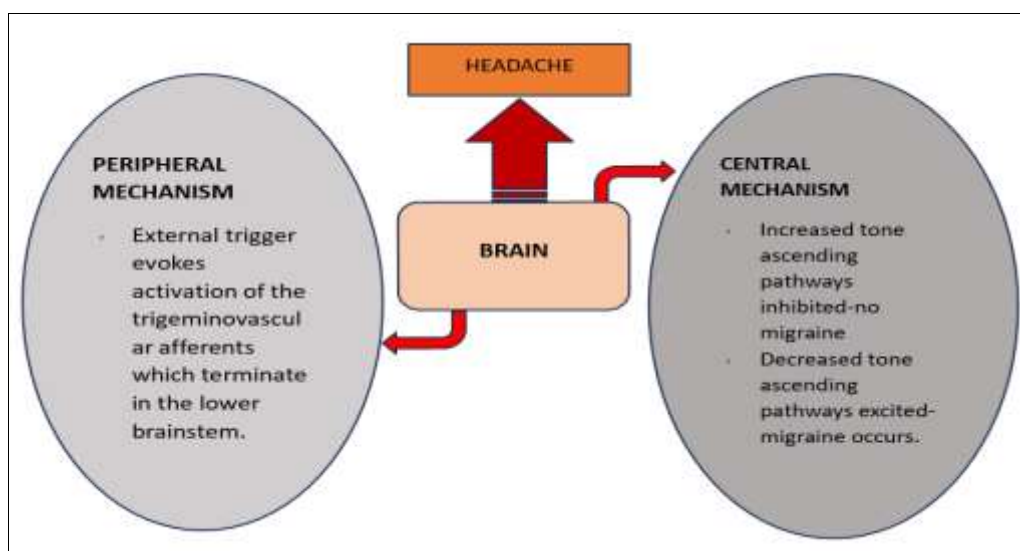 HEADACHE
PERIPHERAL
MECHANISM
· External trigger
evokes
activation of the
trigeminovascul
ar afferents
which terminate
in the lower
brainstem.
BRAIN
CENTRAL
MECHANISM
· Increased tone
ascending
pathways
inhibited-no
migraine
· Decreased tone
ascending
pathways excited-
migraine occurs.